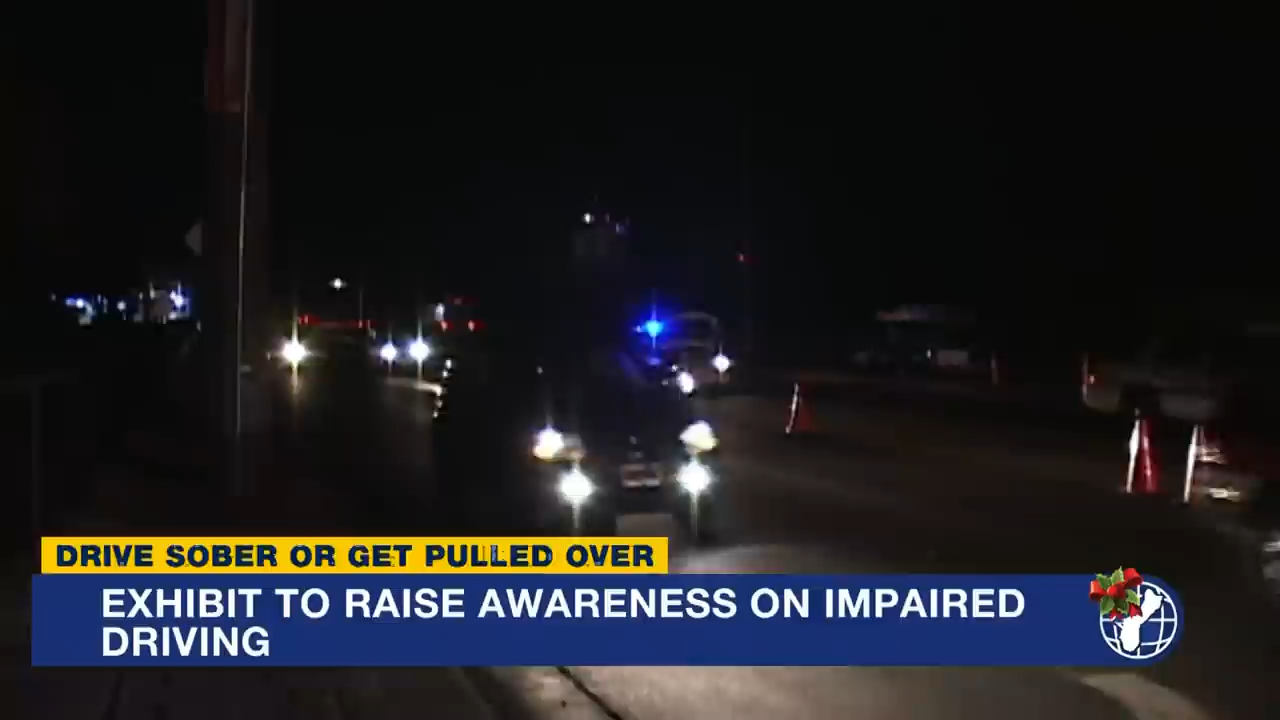 DRIVE SOBER OR GET PULLED OVER
EXHIBIT TO RAISE AWARENESS ON IMPAIRED
DRIVING